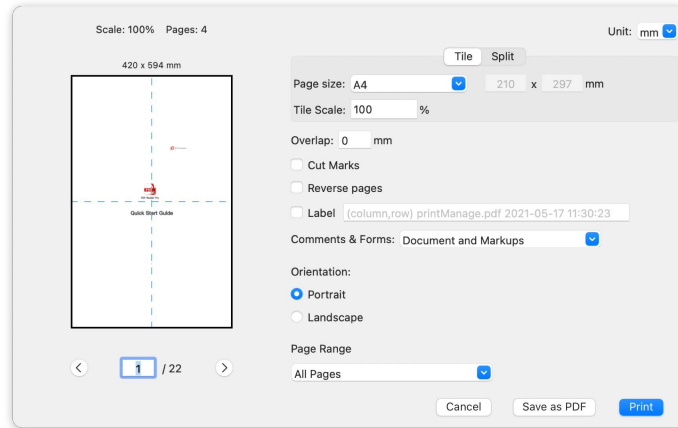 Scale: 100% Pages: 4
Unit: mm
420 x 594 mm
Tile Split
Page size: A4 210 x 297 mm
Tile Scale: 100 %
Overlap: 0 mm
Cut Marks
Reverse pages
Label (column,row) printManage.pdf 2021-05-17 11:30:23
Comments & Forms: Document and Markups
Quick Start Guide
Orientation:
Portrait
Landscape
Page Range
All Pages
1 / 22
Cancel Save as PDF Print